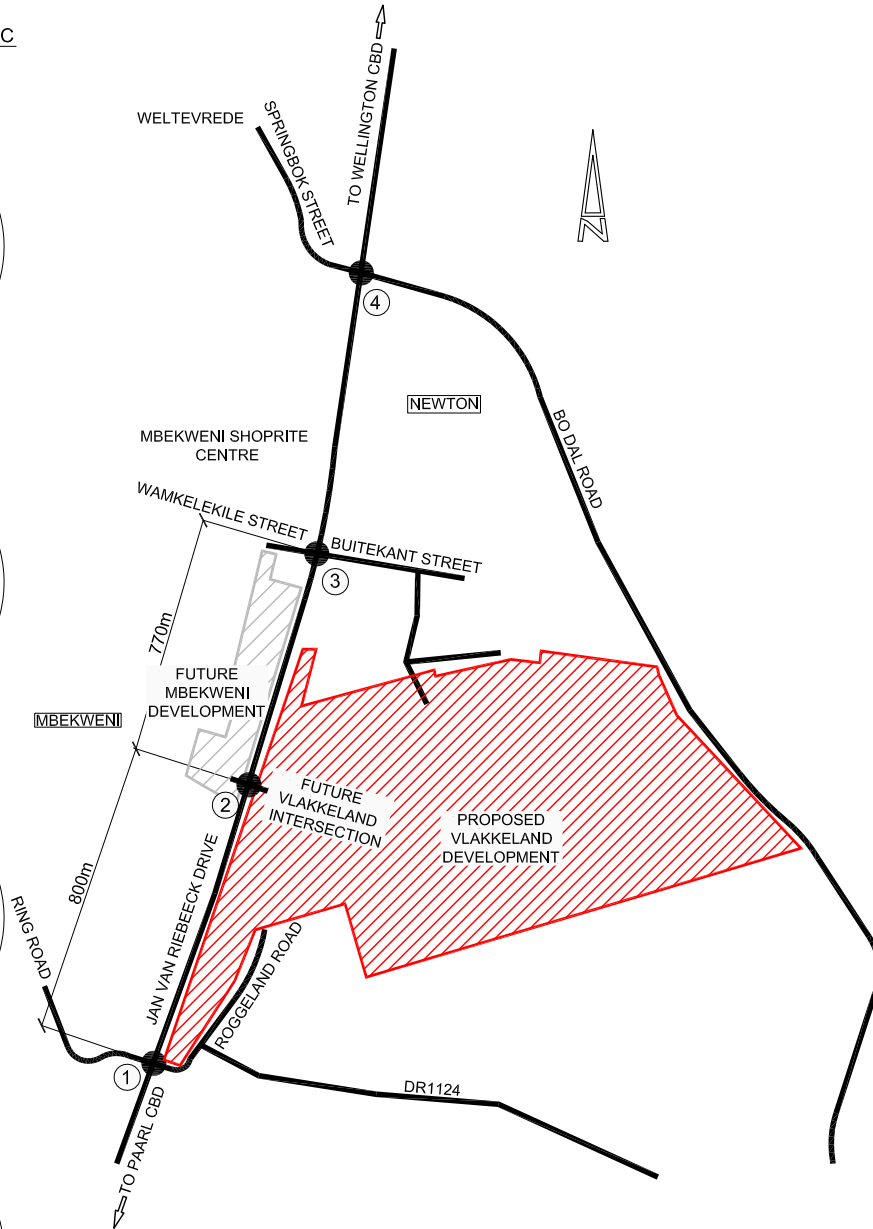 C
TO WELLINGTON CBD
WELTEVREDE
SPRINGBOK STREET
N
4
NEWTON
BO DAL ROAD
MBEKWENI SHOPRITE
CENTRE
WAMKELEKILE STREET
BUITEKANT STREET
3
770m
FUTURE
MBEKWENI
DEVELOPMENT
MBEKWENI
2
FUTURE
VLAKKELAND
INTERSECTION
PROPOSED
VLAKKELAND
DEVELOPMENT
800m
JAN VAN RIEBEECK DRIVE
RING ROAD
ROGGELAND ROAD
1
DR1124
TO PAARL CBD